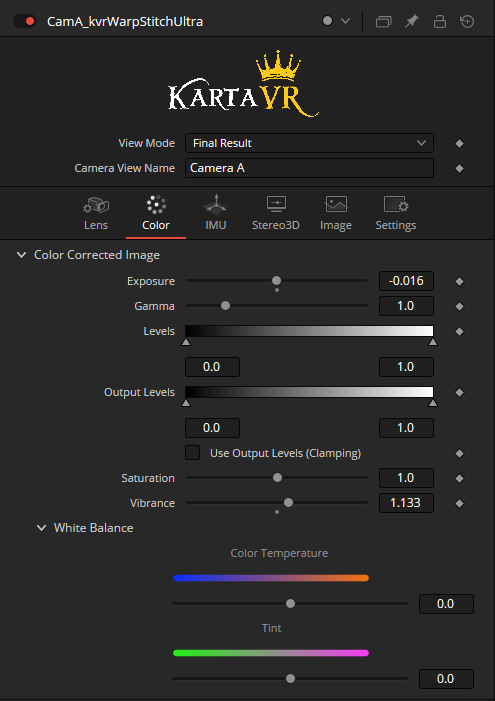 CamA_kvrWarpStitchUltra
KARTAVR
View Mode Final Result
Camera View Name Camera A
Lens Color IMU Stereo3D Image Settings
Color Corrected Image
Exposure -0.016
Gamma 1.0
Levels
0.0 1.0
Output Levels
0.0 1.0
Use Output Levels (Clamping)
Saturation 1.0
Vibrance 1.133
White Balance
Color Temperature
0.0
Tint
0.0